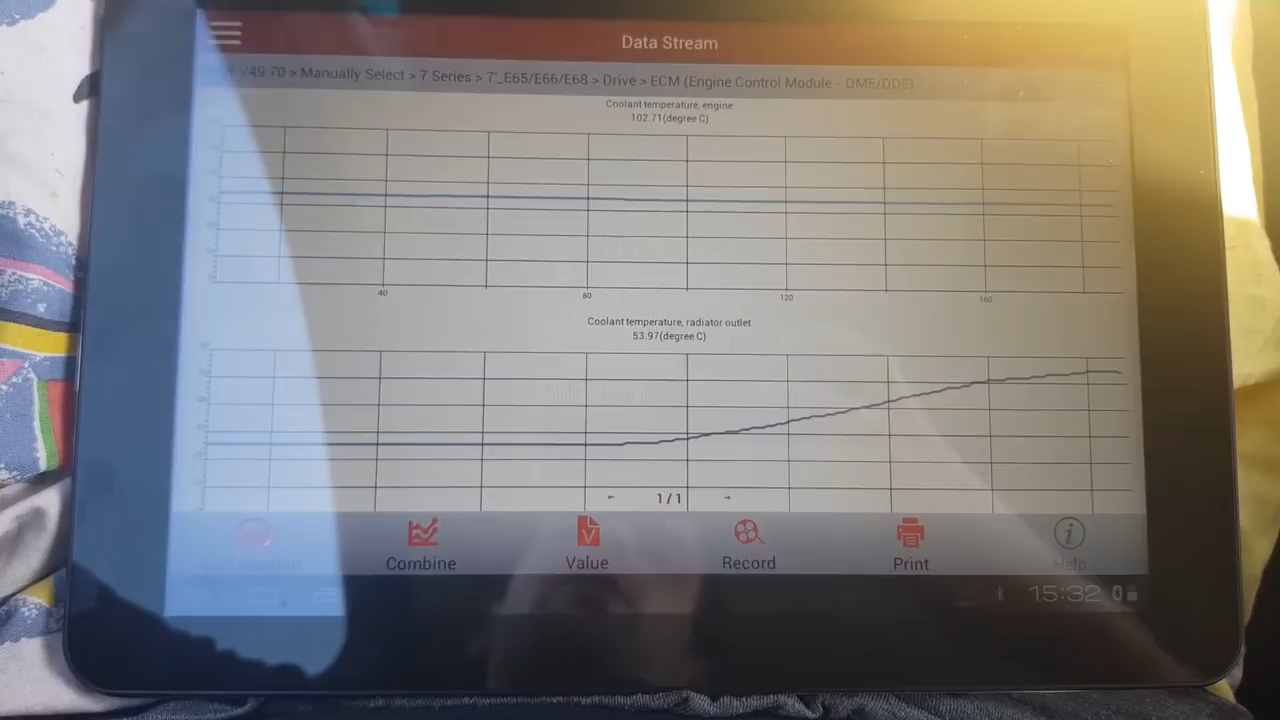 Data Stream
V49.70 > Manually Select > 7 Series > 7'_E65/E66/E68 > Drive > ECM (Engine Control Module - DME/DDE)
Coolant temperature, engine
102.71(degree C)
40 80 120 160
Coolant temperature, radiator outlet
53.97(degree C)
1/1
Combine Value Record Print Help
15:32